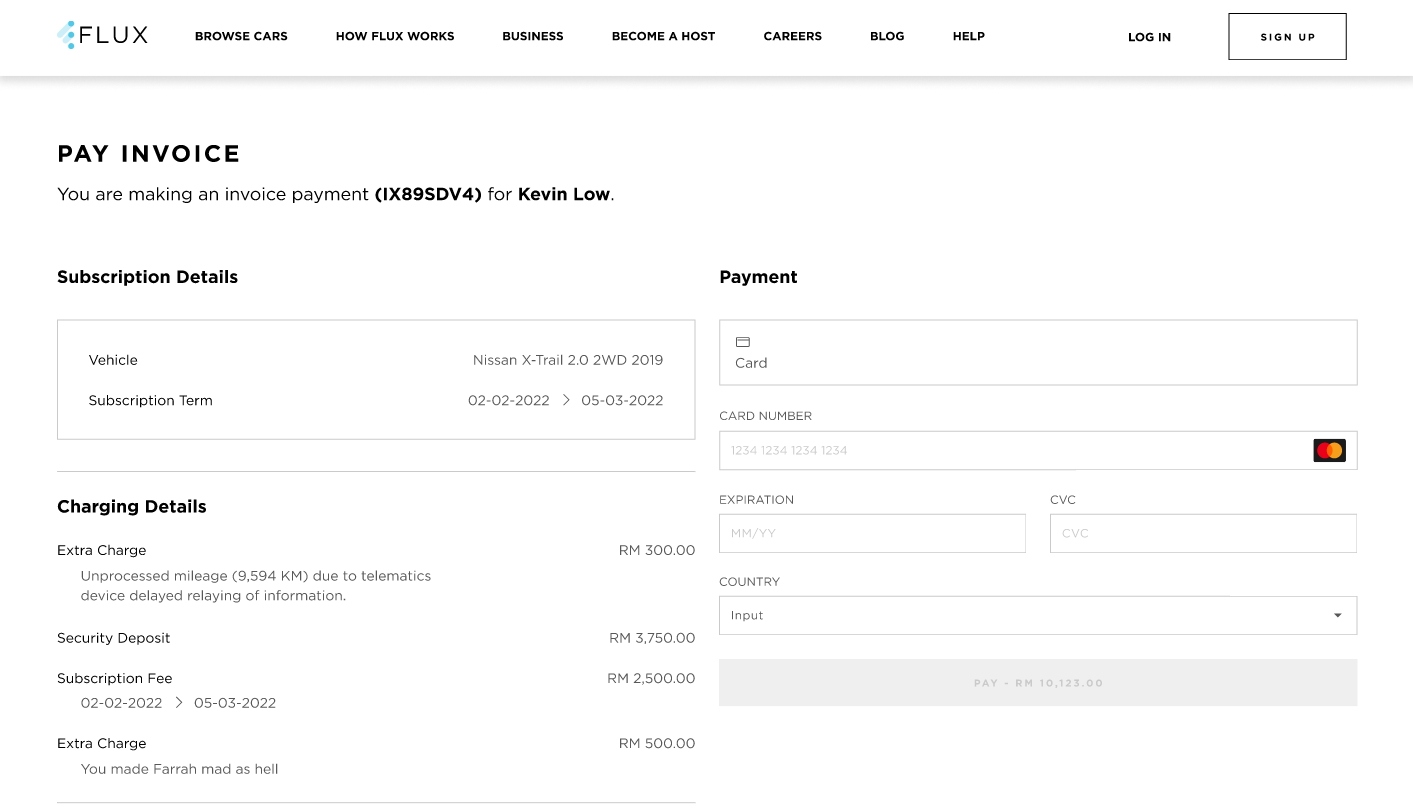 FLUX
BROWSE CARS
HOW FLUX WORKS
BUSINESS
BECOME A HOST
CAREERS
BLOG
HELP
LOG IN
SIGN UP
PAY INVOICE
You are making an invoice payment (IX89SDV4) for Kevin Low.
Subscription Details
Vehicle Nissan X-Trail 2.0 2WD 2019
Subscription Term 02-02-2022 > 05-03-2022
Charging Details
Extra Charge RM 300.00
Unprocessed mileage (9,594 KM) due to telematics
device delayed relaying of information.
Security Deposit RM 3,750.00
Subscription Fee RM 2,500.00
02-02-2022 > 05-03-2022
Extra Charge RM 500.00
You made Farrah mad as hell
Payment
Card
CARD NUMBER
1234 1234 1234 1234
EXPIRATION
MM/YY
CVC
CVC
COUNTRY
Input
PAY - RM 10,123.00